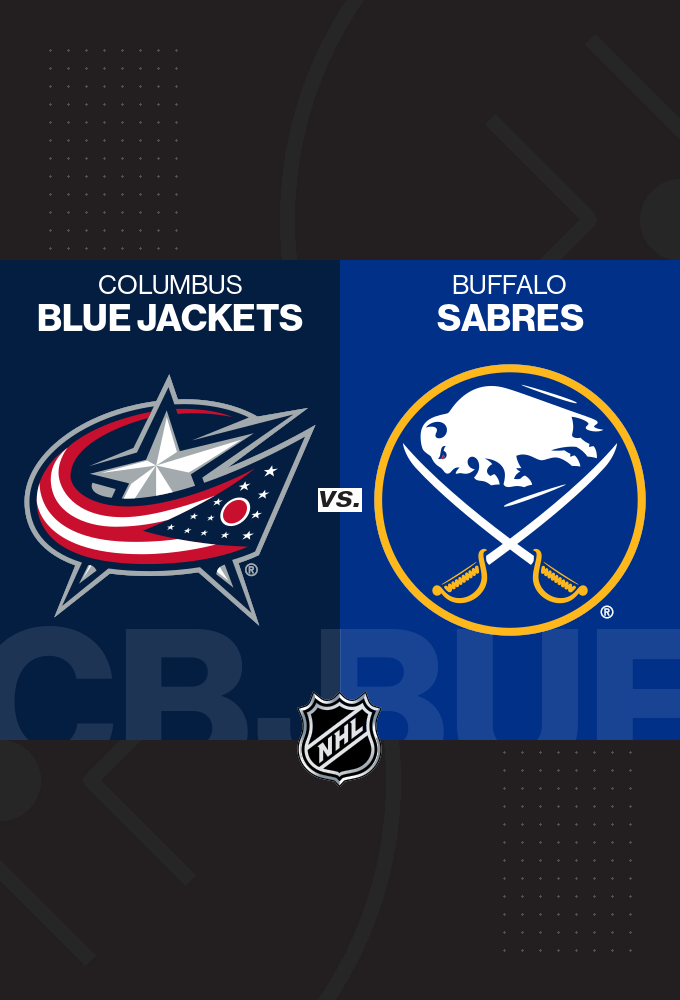 COLUMBUS
BLUE JACKETS
BUFFALO
SABRES
VS.
®
®
CBJ
BUF
NHL